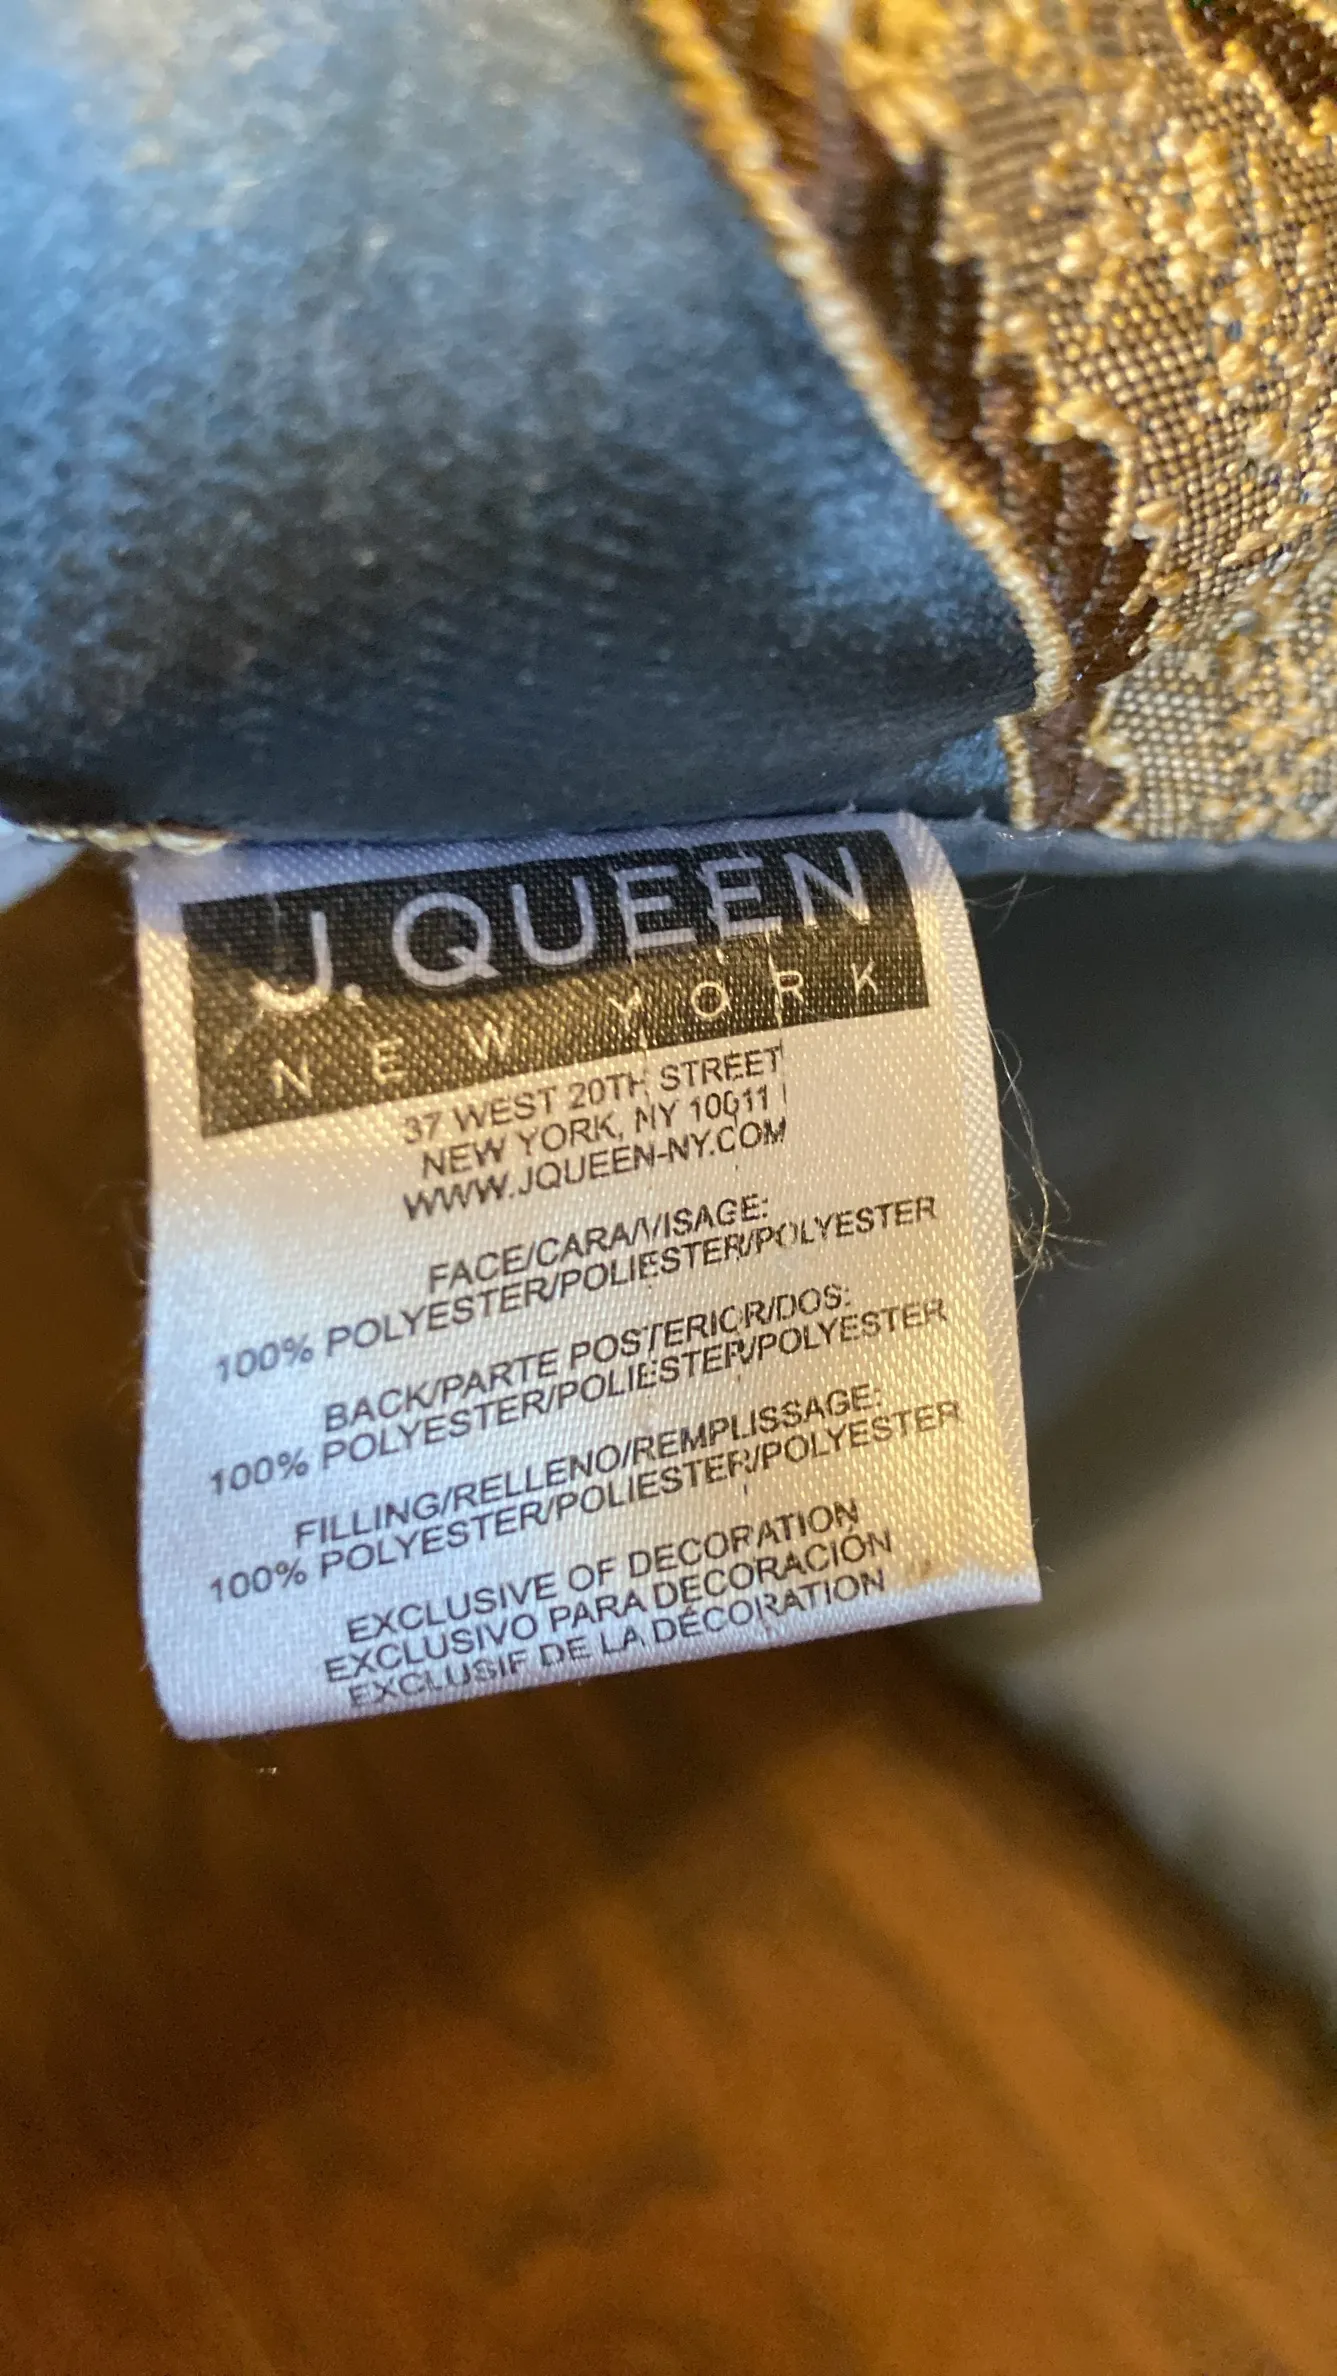 J. QUEEN
NEW YORK
37 WEST 20TH STREET
NEW YORK, NY 10011
WWW.JQUEEN-NY.COM
FACE/CARA/VISAGE:
100% POLYESTER/POLIESTER/POLYESTER
BACK/PARTE POSTERIOR/DOS:
100% POLYESTER/POLIESTER/POLYESTER
FILLING/RELLENO/REMPLISSAGE:
100% POLYESTER/POLIESTER/POLYESTER
EXCLUSIVE OF DECORATION
EXCLUSIVO PARA DECORACIÓN
EXCLUSIF DE LA DÉCORATION